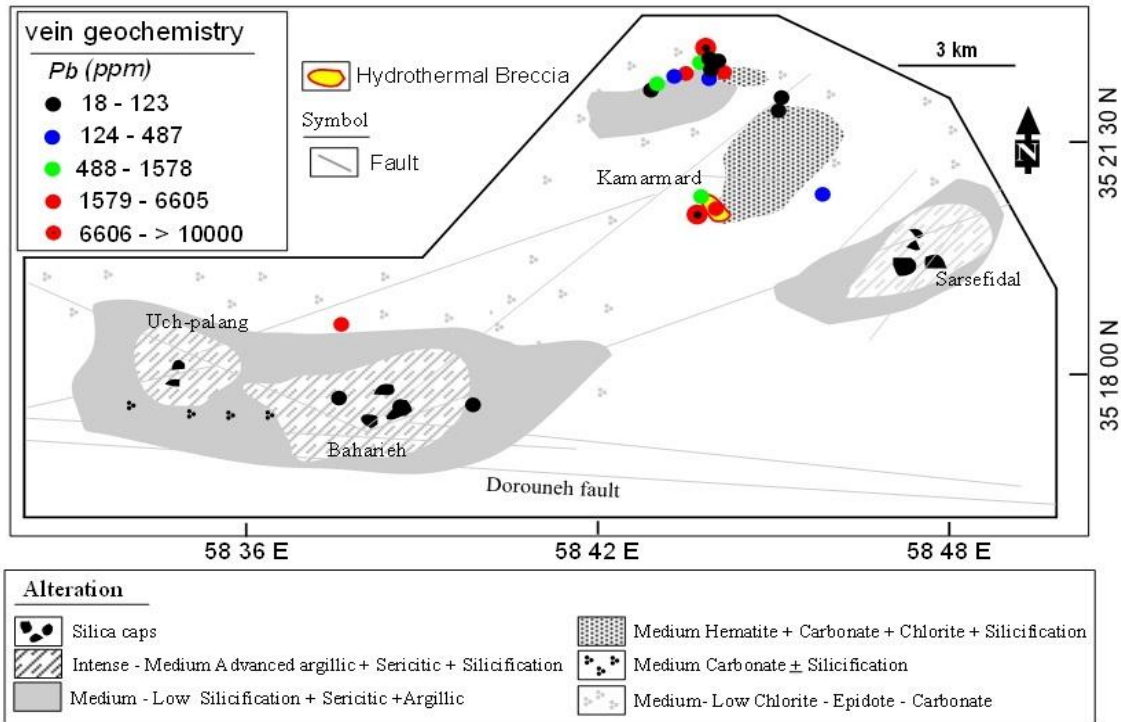 vein geochemistry
Pb (ppm)
18 - 123
124 - 487
488 - 1578
1579 - 6605
6606 - > 10000
Hydrothermal Breccia
Symbol
Fault
3 km
N
35 21 30 N
35 18 00 N
Kamarmard
Sarsefidal
Uch-palang
Baharieh
Dorouneh fault
58 36 E
58 42 E
58 48 E
Alteration
Silica caps
Intense - Medium Advanced argillic + Sericitic + Silicification
Medium - Low Silicification + Sericitic +Argillic
Medium Hematite + Carbonate + Chlorite + Silicification
Medium Carbonate ± Silicification
Medium- Low Chlorite - Epidote - Carbonate